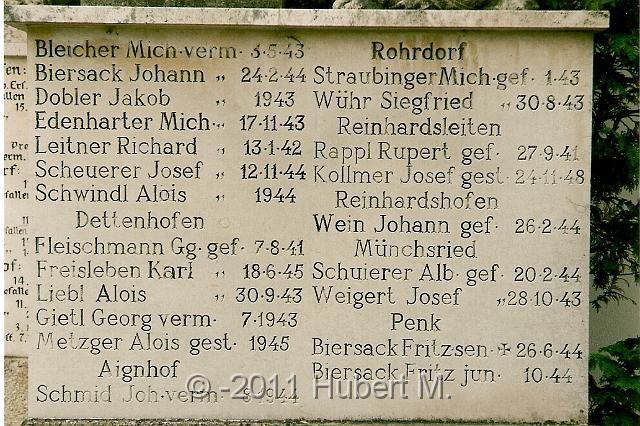 Bleicher Mich·verm· 3·5·43
Biersack Johann „ 24·2·44
Dobler Jakob „ 1943
Edenharter Mich·„ 17·11·43
Leitner Richard „ 13·1·42
Scheuerer Josef „ 12·11·44
Schwindl Alois „ 1944
Dettenhofen
Fleischmann Gg· gef· 7·8·41
Freisleben Karl „ 18·6·45
Liebl Alois „ 30·9·43
Gietl Georg verm· 7·1943
Metzger Alois gest· 1945
Aignhof
Schmid Joh·verm· 1944
Rohrdorf
Straubinger Mich·gef· 1·43
Wühr Siegfried „ 30·8·43
Reinhardsleiten
Rappl Rupert gef· 27·9·41
Kollmer Josef gest· 24·11·48
Reinhardshofen
Wein Johann gef· 26·2·44
Münchsried
Schuierer Alb· gef· 20·2·44
Weigert Josef „ 28·10·43
Penk
Biersack Fritz sen· ✠ 26·6·44
Biersack Fritz jun· 10·44
© -2011 Hubert M.